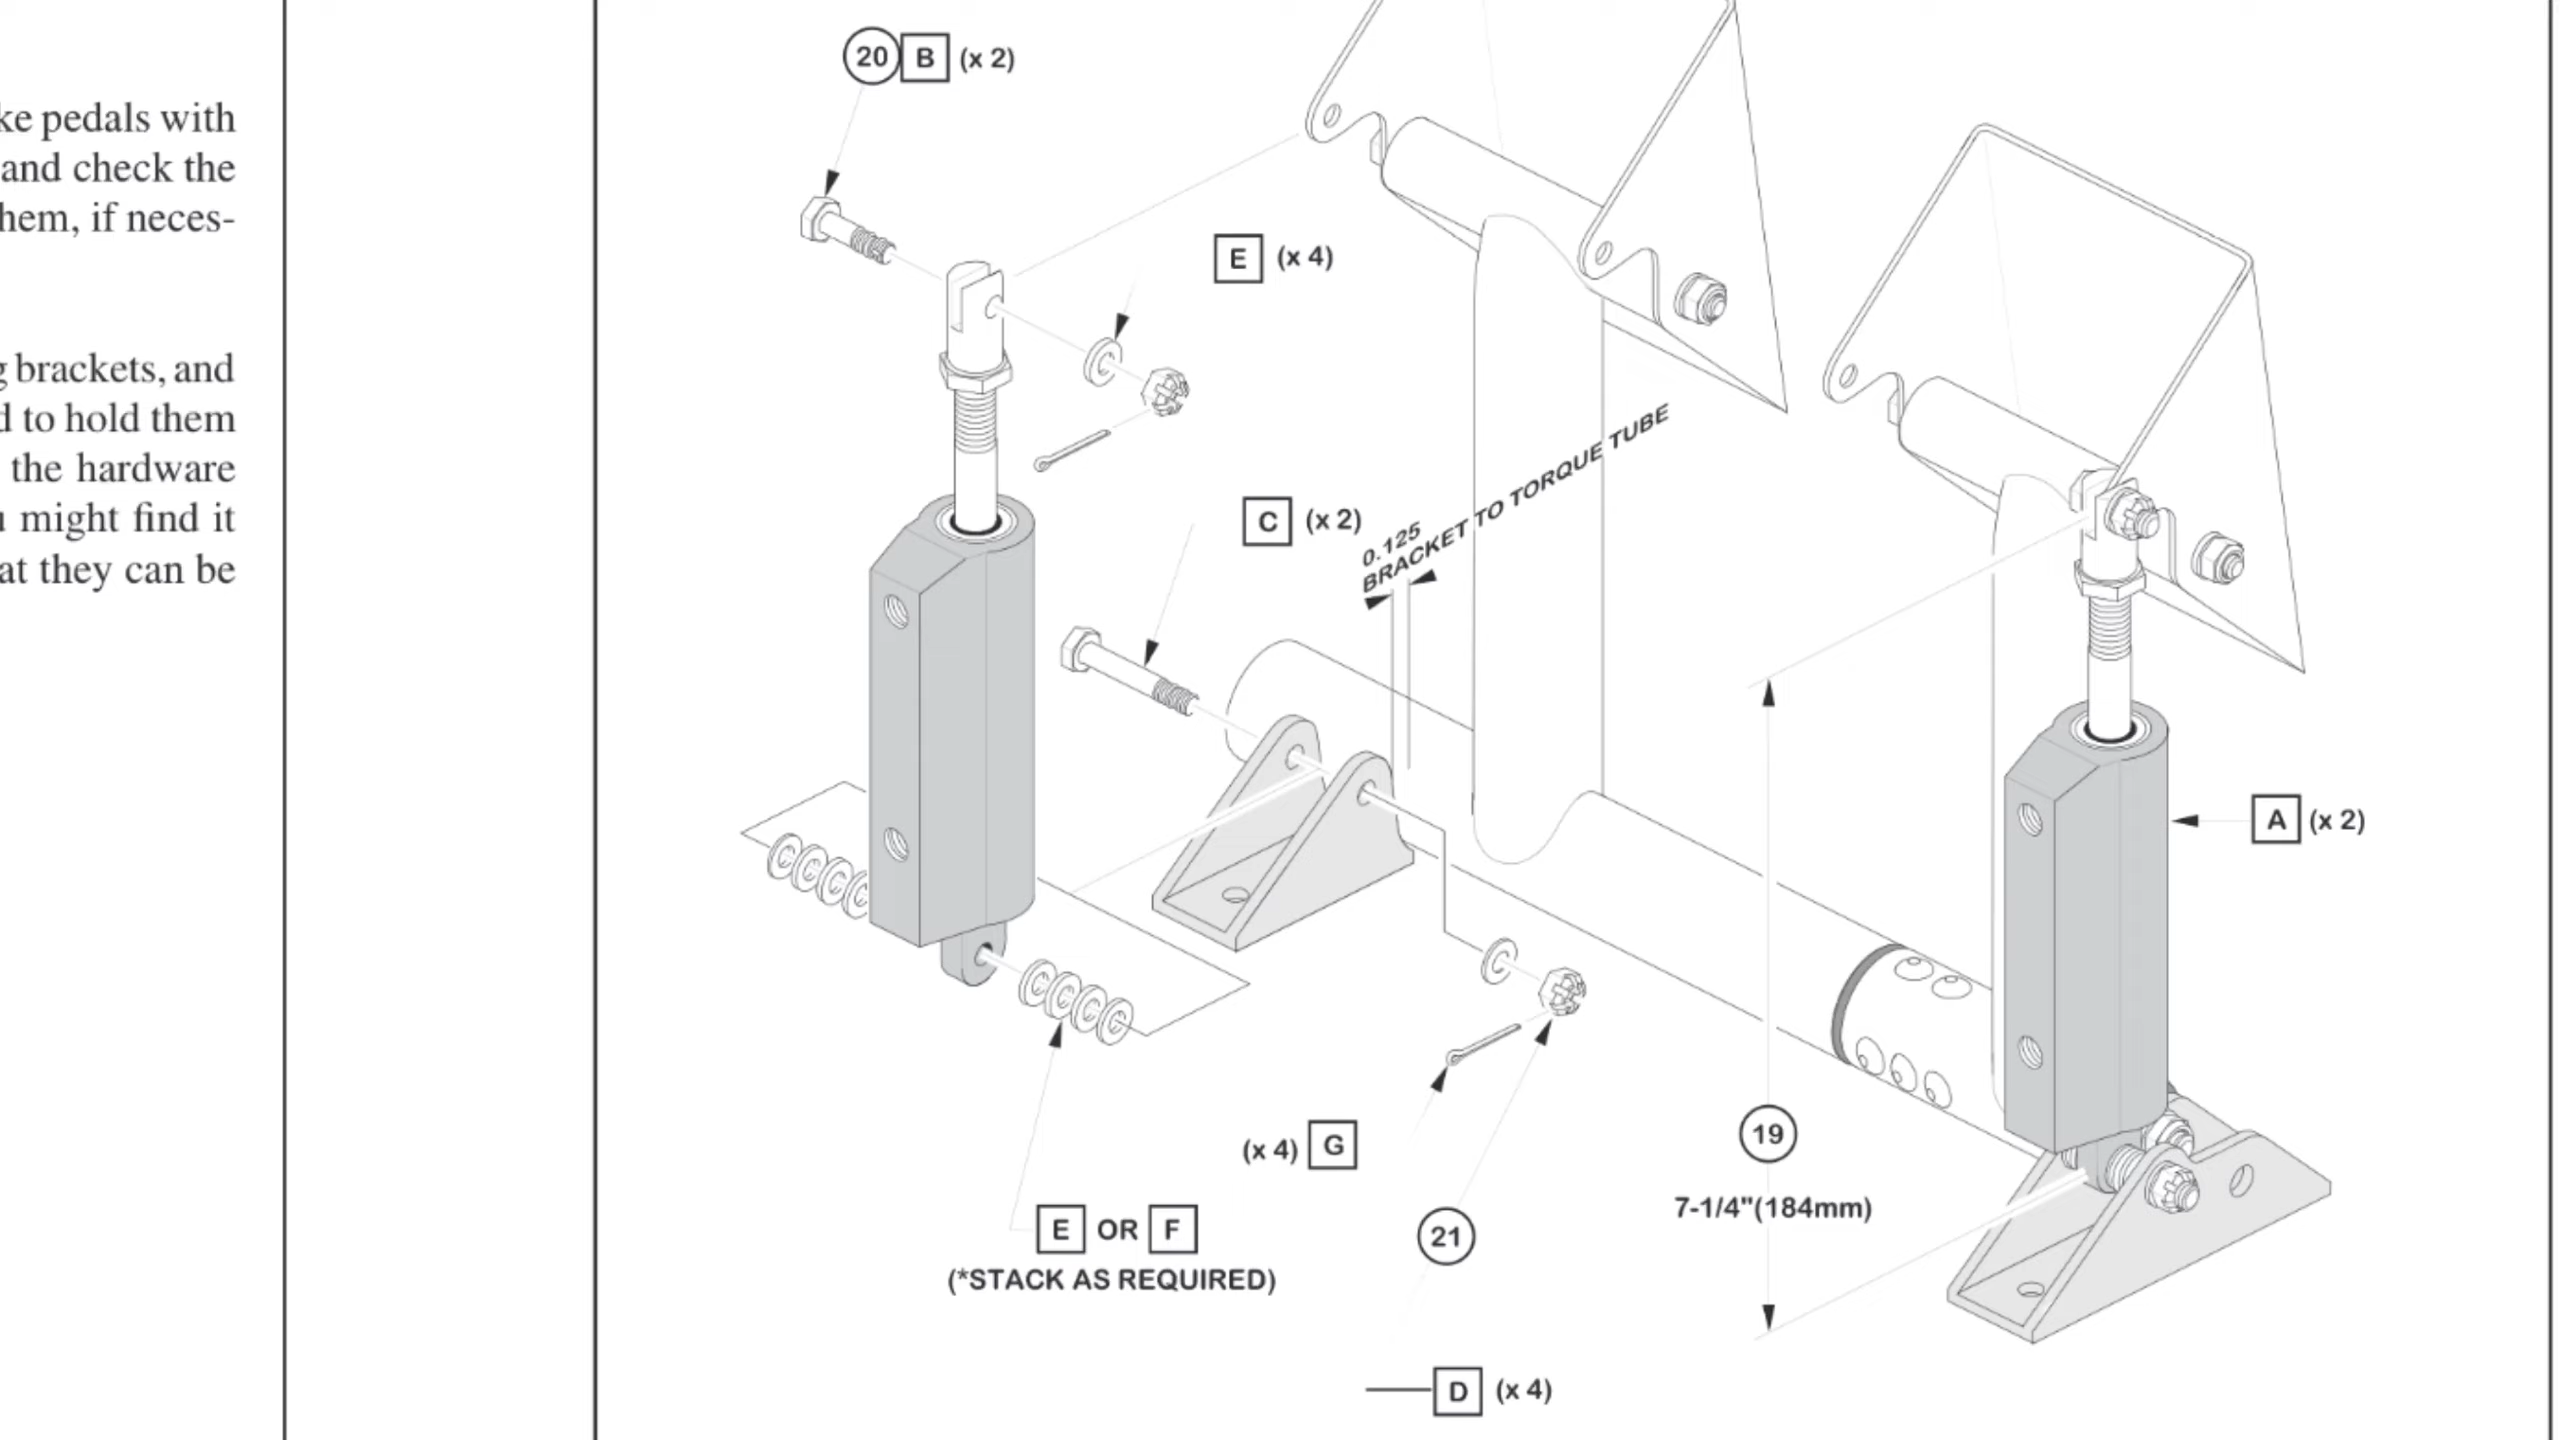 ke pedals with
and check the
hem, if neces-
brackets, and
d to hold them
the hardware
might find it
at they can be
20 B (x 2)
E (x 4)
C (x 2)
0.125
BRACKET TO TORQUE TUBE
A (x 2)
(x 4) G
19
7-1/4"(184mm)
E OR F
(*STACK AS REQUIRED)
21
D (x 4)